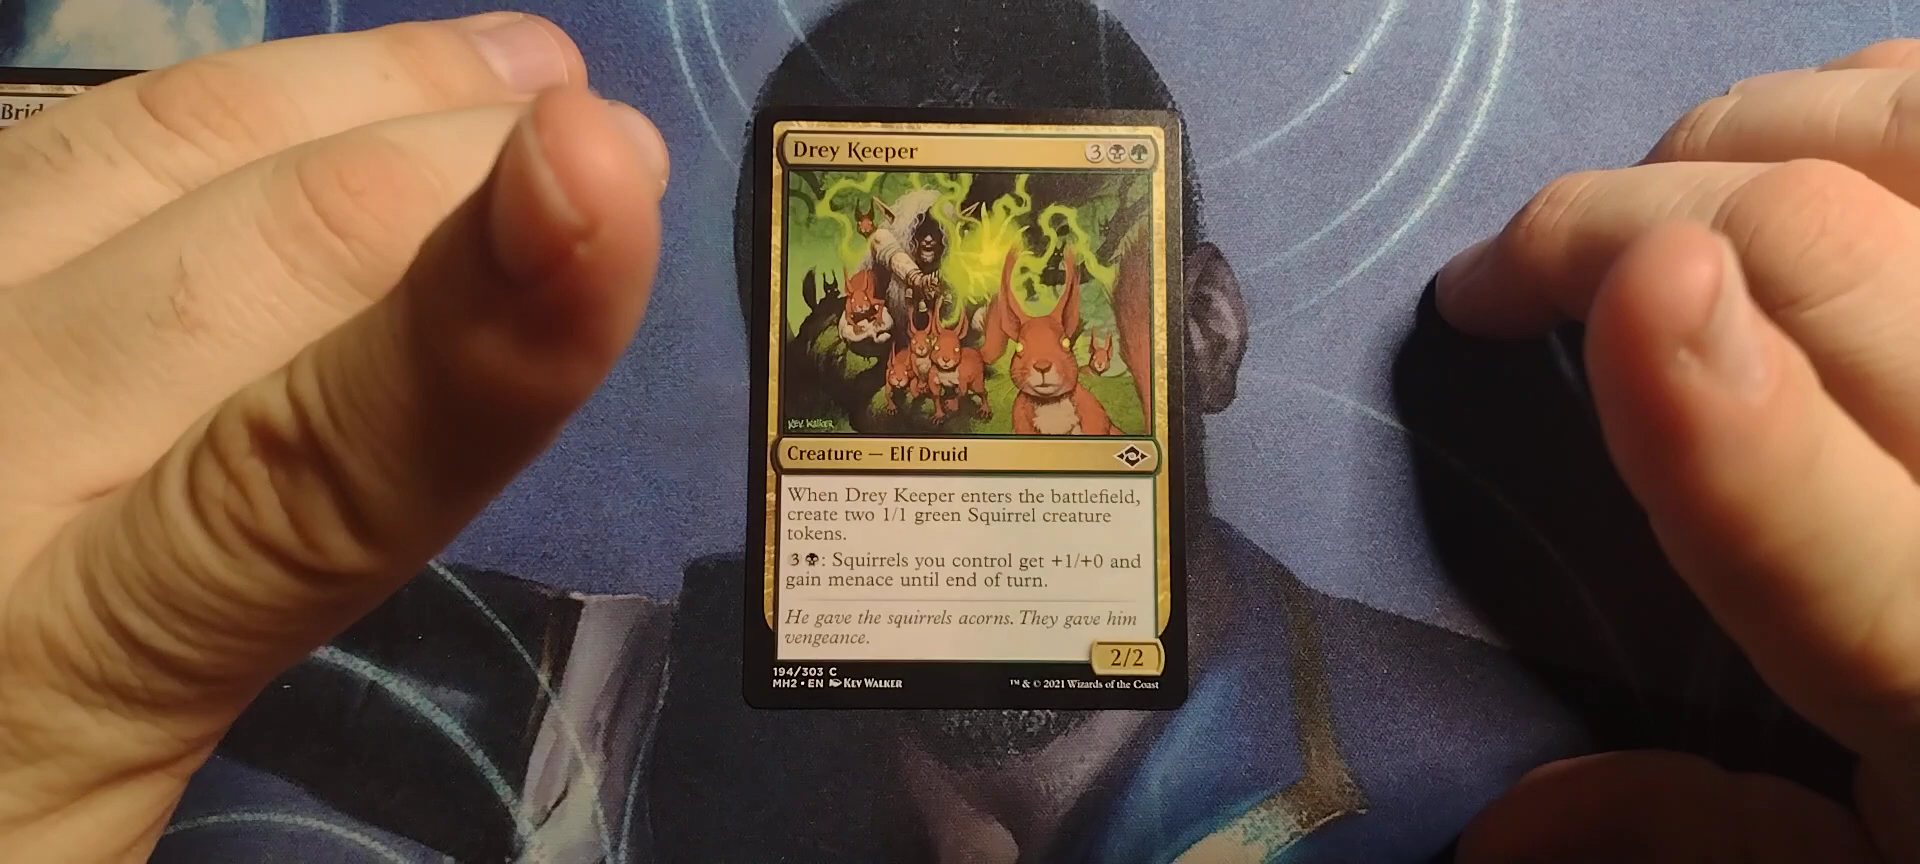 Brid
Drey Keeper 3
KEV WALKER
Creature — Elf Druid
When Drey Keeper enters the battlefield,
create two 1/1 green Squirrel creature
tokens.
3 : Squirrels you control get +1/+0 and
gain menace until end of turn.
He gave the squirrels acorns. They gave him
vengeance.
2/2
194/303 C
MH2 • EN KEV WALKER
™ & © 2021 Wizards of the Coast